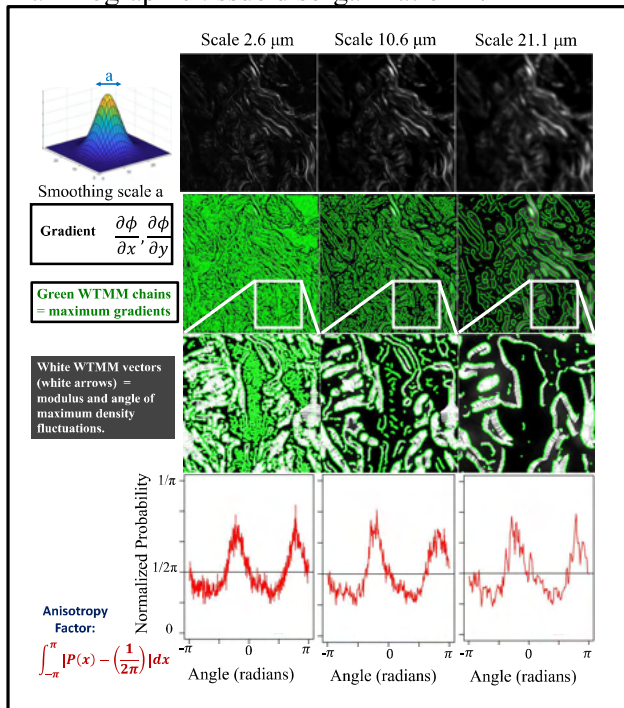 Scale 2.6 µm
Scale 10.6 µm
Scale 21.1 µm
a
Smoothing scale a
Gradient ∂ϕ/∂x, ∂ϕ/∂y
Green WTMM chains
= maximum gradients
White WTMM vectors
(white arrows) =
modulus and angle of
maximum density
fluctuations.
Normalized Probability
1/π
1/2π
0
Anisotropy
Factor:
∫_{-π}^{π} |P(x) − (1/2π)|dx
-π 0 π
-π 0 π
-π 0 π
Angle (radians)
Angle (radians)
Angle (radians)